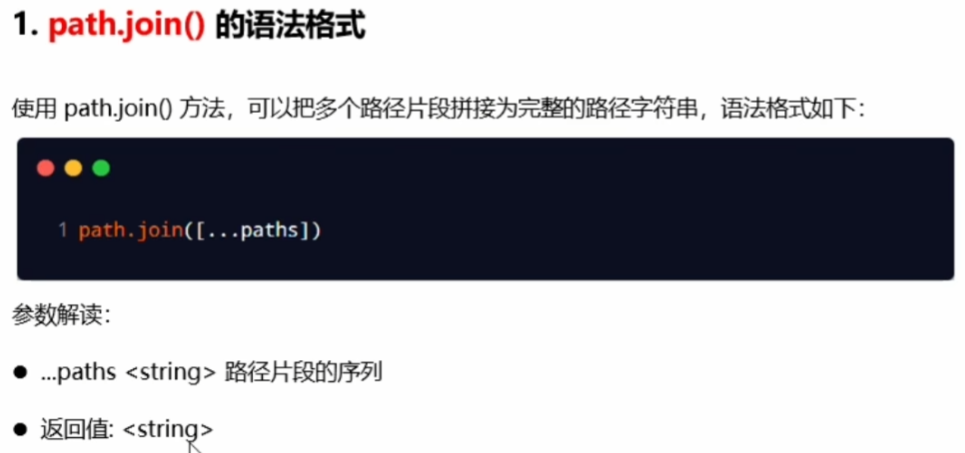 1. path.join() 的语法格式
使用 path.join() 方法，可以把多个路径片段拼接为完整的路径字符串，语法格式如下：
1 path.join([...paths])
参数解读：
● ...paths <string> 路径片段的序列
● 返回值: <string>